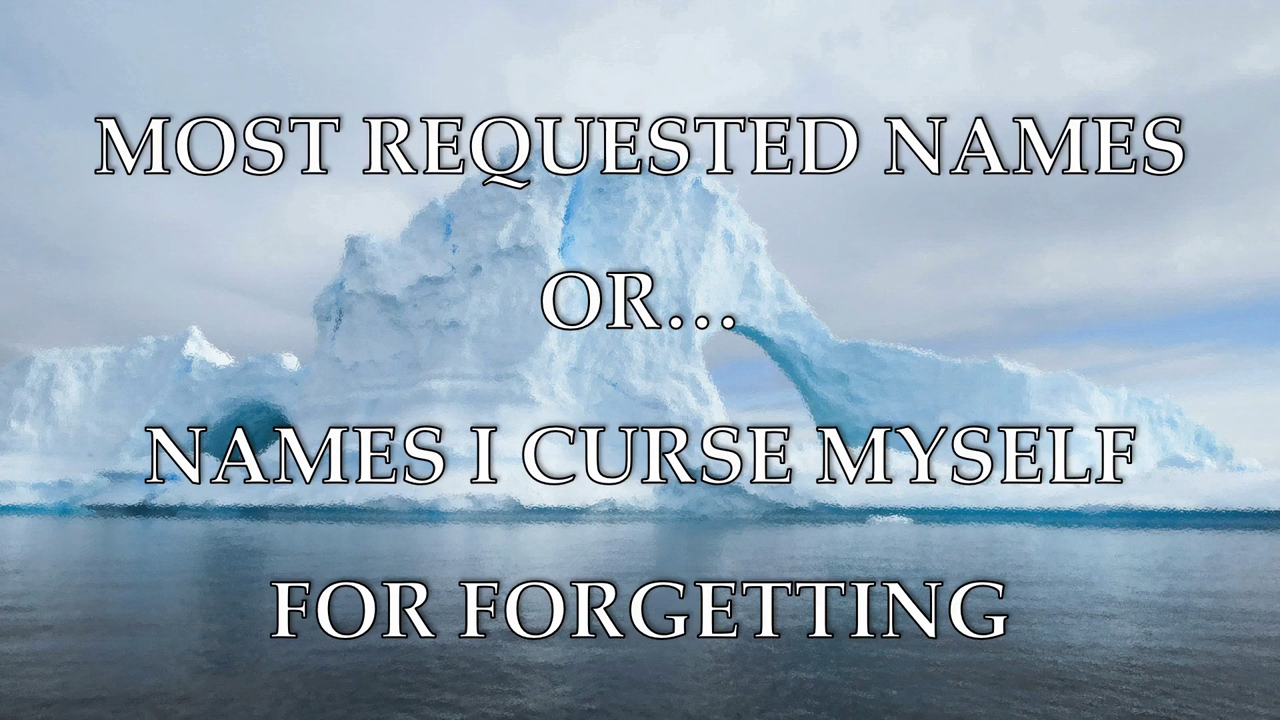 MOST REQUESTED NAMES
OR...
NAMES I CURSE MYSELF
FOR FORGETTING